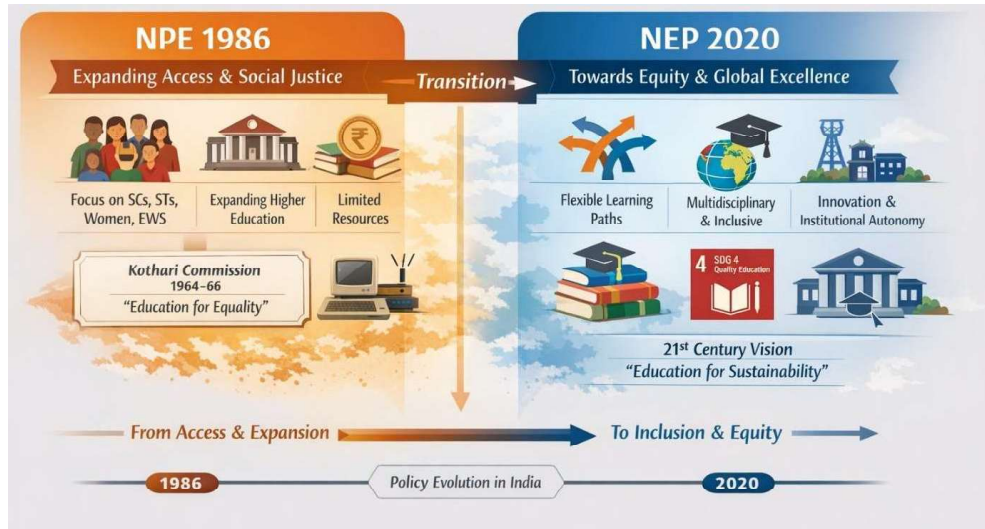 NPE 1986
Expanding Access & Social Justice
Focus on SCs, STs,
Women, EWS
Expanding Higher
Education
₹
Limited
Resources
Kothari Commission
1964–66
“Education for Equality”
Transition
NEP 2020
Towards Equity & Global Excellence
Flexible Learning
Paths
Multidisciplinary
& Inclusive
Innovation &
Institutional Autonomy
4 SDG 4
Quality Education
21st Century Vision
“Education for Sustainability”
From Access & Expansion
To Inclusion & Equity
1986
Policy Evolution in India
2020